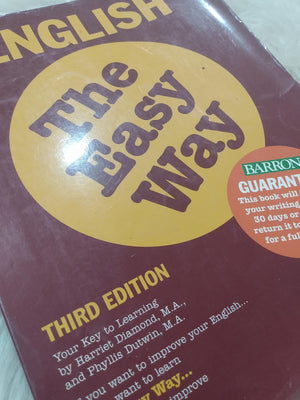 ENGLISH
The
Easy
Way
BARRON
GUARANT
This book will
your writing
30 days or
return it to
for a ful
THIRD EDITION
Your Key to Learning
by Harriet Diamond, M.A.,
and Phyllis Dutwin, M.A.
you want to improve your English...
want to learn
Way...
improve